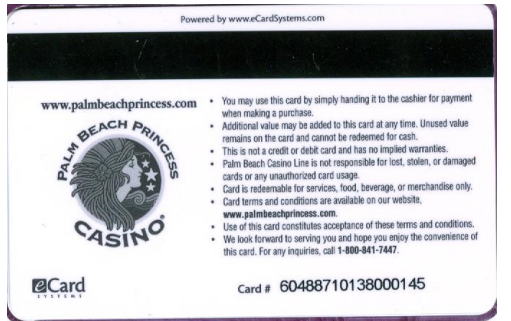 Powered by www.eCardSystems.com
www.palmbeachprincess.com
PALM BEACH PRINCESS
CASINO®
• You may use this card by simply handing it to the cashier for payment
when making a purchase.
• Additional value may be added to this card at any time. Unused value
remains on the card and cannot be redeemed for cash.
• This is not a credit or debit card and has no implied warranties.
• Palm Beach Casino Line is not responsible for lost, stolen, or damaged
cards or any unauthorized card usage.
• Card is redeemable for services, food, beverage, or merchandise only.
• Card terms and conditions are available on our website,
www.palmbeachprincess.com.
• Use of this card constitutes acceptance of these terms and conditions.
• We look forward to serving you and hope you enjoy the convenience of
this card. For any inquiries, call 1-800-841-7447.
eCard
SYSTEMS
Card # 60488710138000145